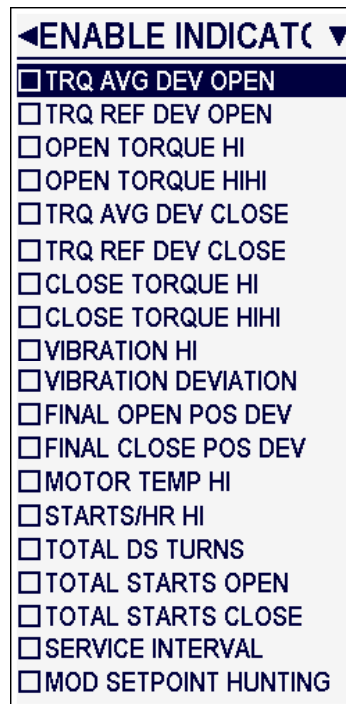 ◄ENABLE INDICAT( ▼
TRQ AVG DEV OPEN
TRQ REF DEV OPEN
OPEN TORQUE HI
OPEN TORQUE HIHI
TRQ AVG DEV CLOSE
TRQ REF DEV CLOSE
CLOSE TORQUE HI
CLOSE TORQUE HIHI
VIBRATION HI
VIBRATION DEVIATION
FINAL OPEN POS DEV
FINAL CLOSE POS DEV
MOTOR TEMP HI
STARTS/HR HI
TOTAL DS TURNS
TOTAL STARTS OPEN
TOTAL STARTS CLOSE
SERVICE INTERVAL
MOD SETPOINT HUNTING